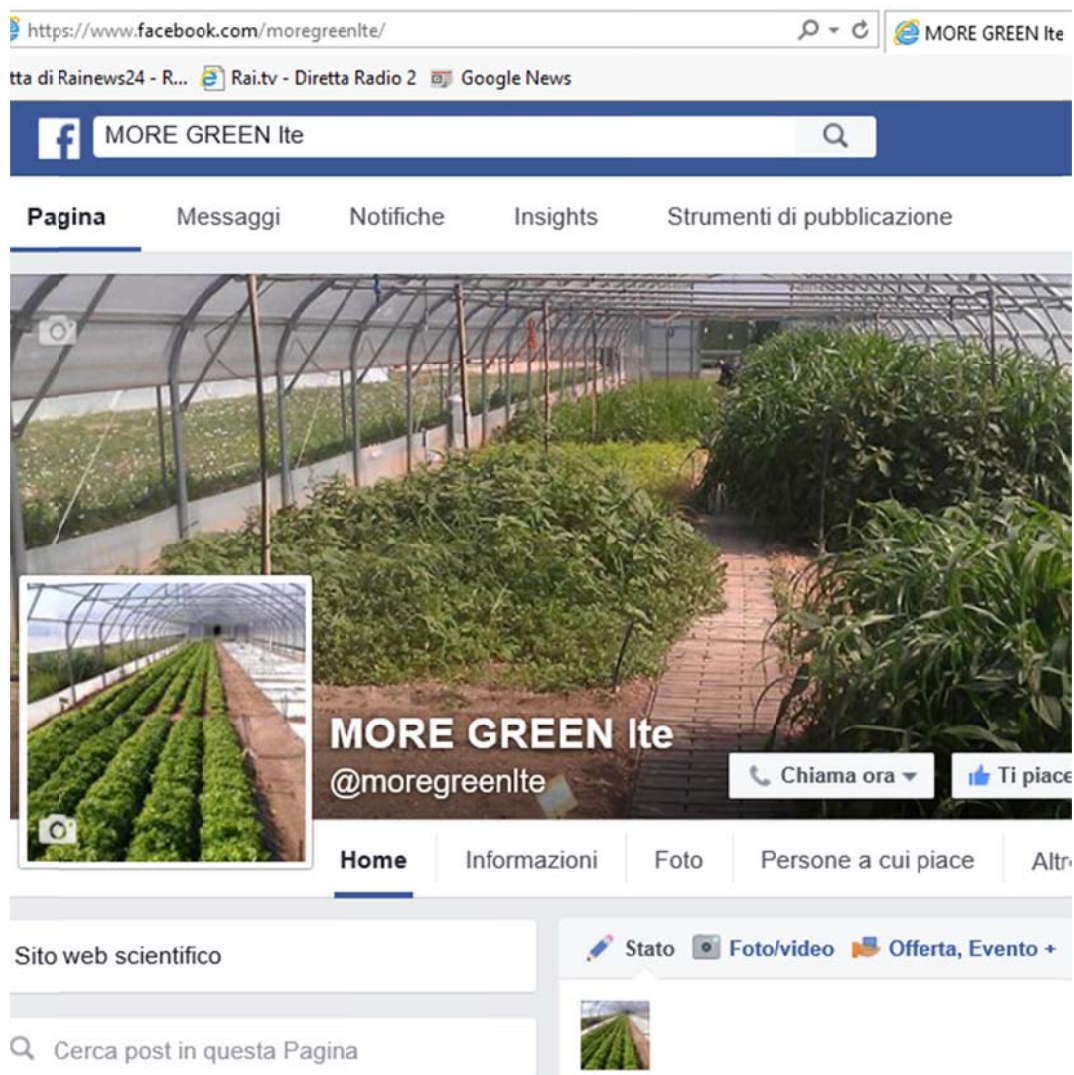 https://www.facebook.com/moregreenlte/ MORE GREEN lte
tta di Rainews24 - R... Rai.tv - Diretta Radio 2 Google News
MORE GREEN lte
Pagina Messaggi Notifiche Insights Strumenti di pubblicazione
MORE GREEN lte
@moregreenlte
Chiama ora Ti piace
Home Informazioni Foto Persone a cui piace Altr
Sito web scientifico
Stato Foto/video Offerta, Evento +
Cerca post in questa Pagina